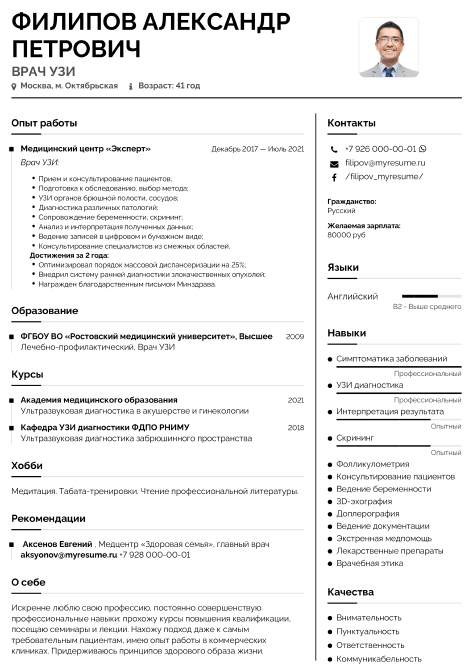 ФИЛИПОВ АЛЕКСАНДР
ПЕТРОВИЧ
ВРАЧ УЗИ
Москва, м. Октябрьская Возраст: 41 год
Опыт работы
Медицинский центр «Эксперт» Декабрь 2017 — Июль 2021
Врач УЗИ:
Прием и консультирование пациентов;
Подготовка к обследованию, выбор метода;
УЗИ органов брюшной полости, сосудов;
Диагностика различных патологий;
Сопровождение беременности, скрининг;
Анализ и интерпретация полученных данных;
Ведение записей в цифровом и бумажном виде;
Консультирование специалистов из смежных областей.
Достижения за 2 года:
Оптимизировал порядок массовой диспансеризации на 25%;
Внедрил систему ранней диагностики злокачественных опухолей;
Награжден благодарственным письмом Минздрава.
Образование
ФГБОУ ВО «Ростовский медицинский университет», Высшее 2009
Лечебно-профилактический, Врач УЗИ
Курсы
Академия медицинского образования 2021
Ультразвуковая диагностика в акушерстве и гинекологии
Кафедра УЗИ диагностики ФДПО РНИМУ 2018
Ультразвуковая диагностика забрюшинного пространства
Хобби
Медитация. Табата-тренировки. Чтение профессиональной литературы.
Рекомендации
Аксенов Евгений , Медцентр «Здоровая семья», главный врач
aksyonov@myresume.ru +7 928 000-00-01
О себе
Искренне люблю свою профессию, постоянно совершенствую
профессиональные навыки: прохожу курсы повышения квалификации,
посещаю семинары и лекции. Нахожу подход даже к самым
требовательным пациентам, имею опыт работы в коммерческих
клиниках. Придерживаюсь принципов здорового образа жизни.
Контакты
+7 926 000-00-01
filipov@myresume.ru
/filipov_myresume/
Гражданство:
Русский
Желаемая зарплата:
80000 руб
Языки
Английский
B2 - Выше среднего
Навыки
Симптоматика заболеваний
Профессиональный
УЗИ диагностика
Профессиональный
Интерпретация результата
Опытный
Скрининг
Опытный
Фолликулометрия
Консультирование пациентов
Ведение беременности
3D-эхография
Доплерография
Ведение документации
Экстренная медпомощь
Лекарственные препараты
Врачебная этика
Качества
Внимательность
Пунктуальность
Ответственность
Коммуникабельность